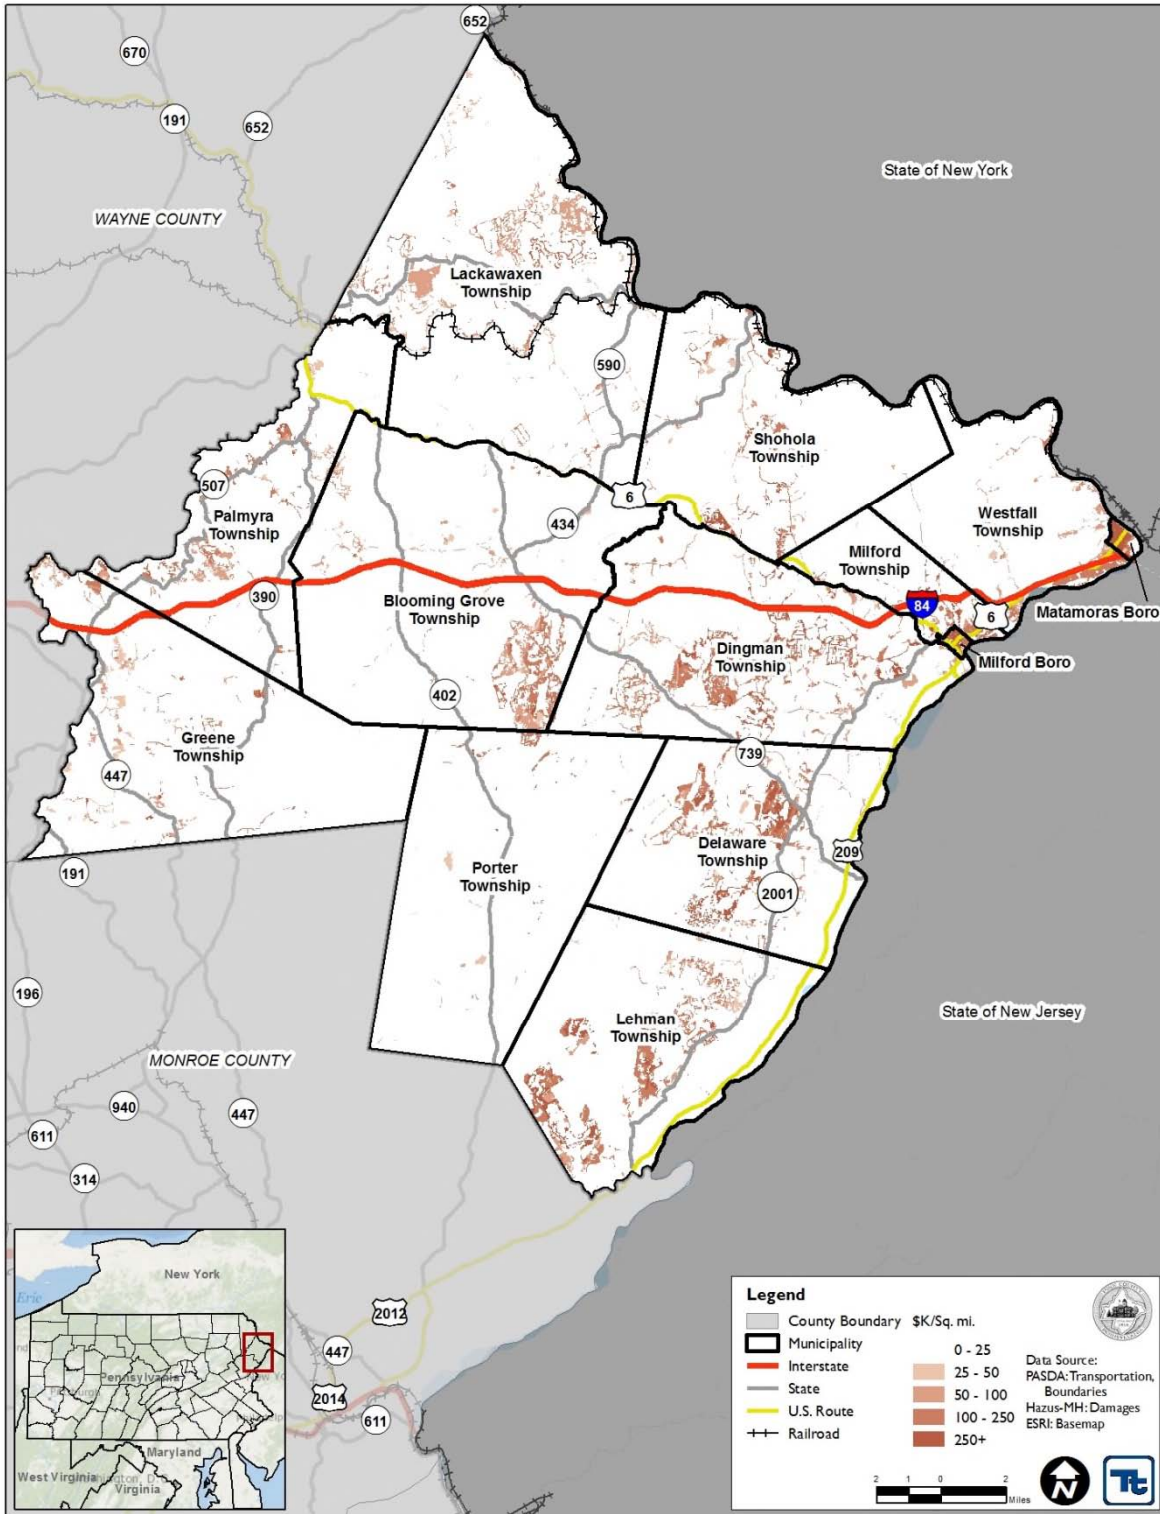 652
670
191
652
State of New York
WAYNE COUNTY
Lackawaxen
Township
590
Shohola
Township
507
6
Palmyra
Township
434
Westfall
Township
Milford
Township
390
Blooming Grove
Township
84
6
Matamoras Boro
Dingman
Township
Milford Boro
402
Greene
Township
739
447
Delaware
Township
209
Porter
Township
191
2001
196
Lehman
Township
State of New Jersey
MONROE COUNTY
940
447
611
314
2012
447
2014
611
New York
Erie
Pennsylvania
Maryland
West Virginia
Virginia
Legend
County Boundary
Municipality
Interstate
State
U.S. Route
Railroad
$K/Sq. mi.
0 - 25
25 - 50
50 - 100
100 - 250
250+
Data Source:
PASDA: Transportation,
Boundaries
Hazus-MH: Damages
ESRI: Basemap
2 1 0 2
Miles
N
Tt